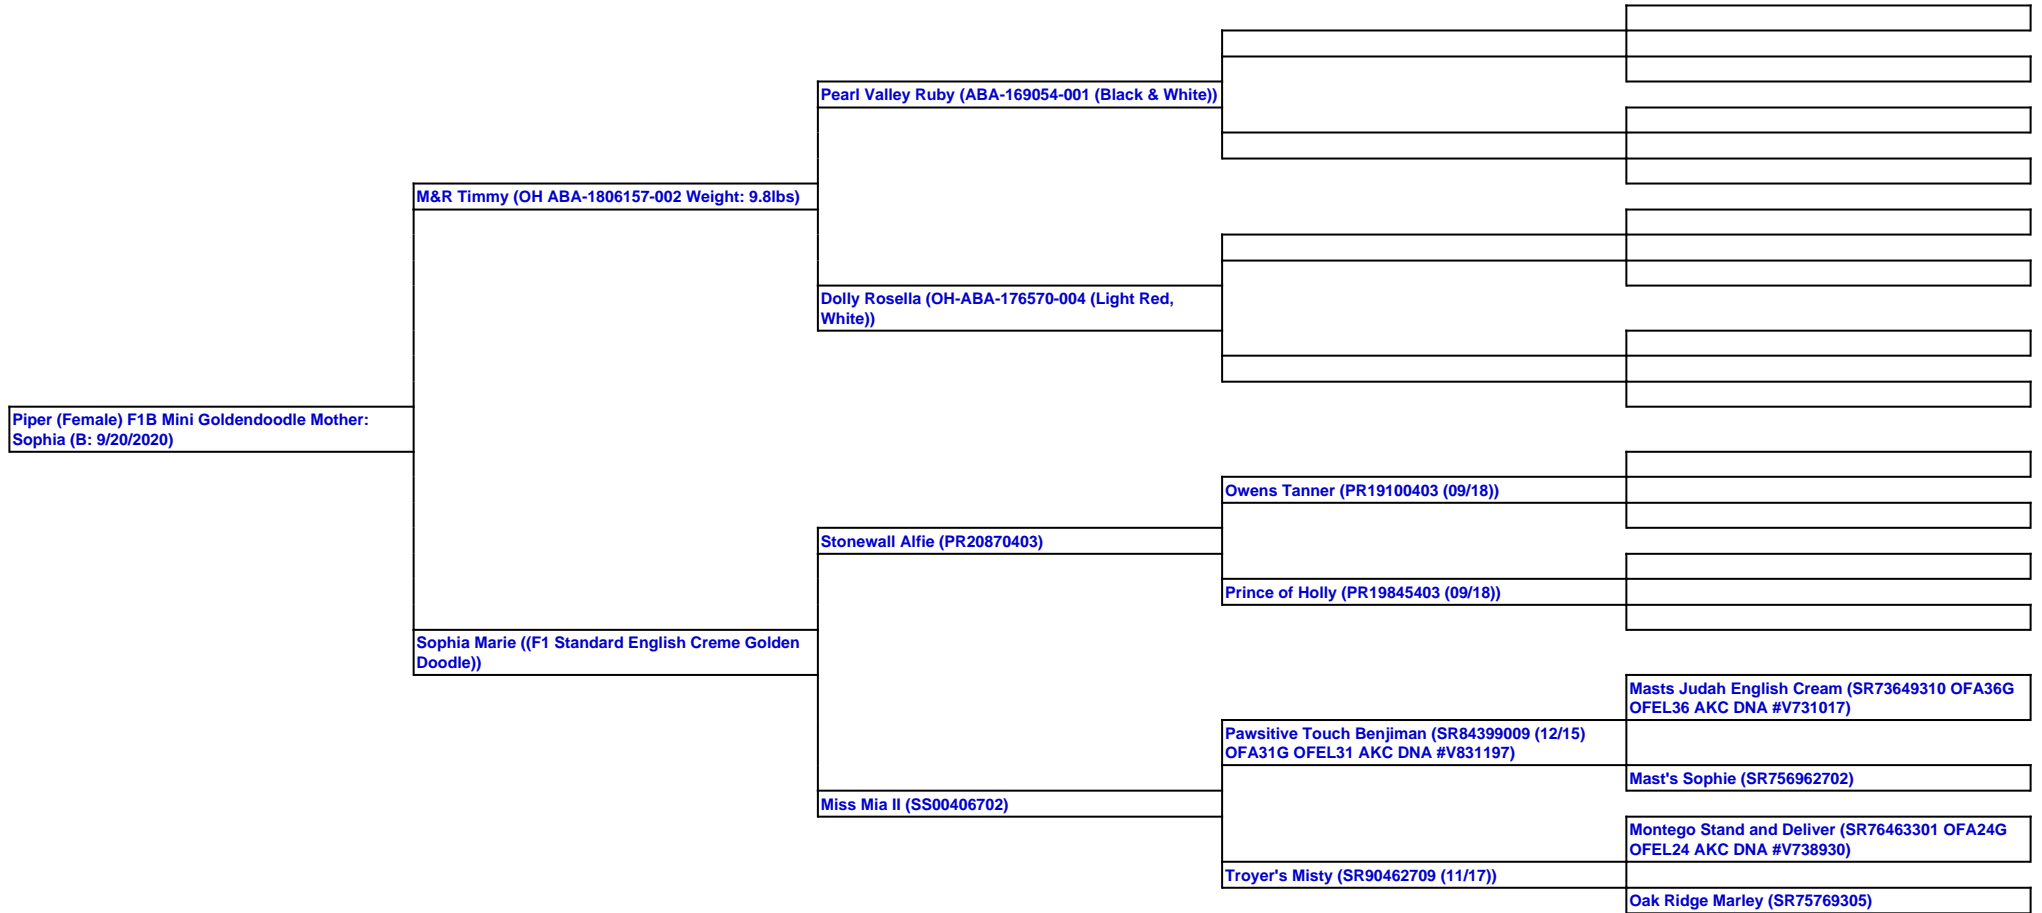 Pearl Valley Ruby (ABA-169054-001 (Black & White))
M&R Timmy (OH ABA-1806157-002 Weight: 9.8lbs)
Dolly Rosella (OH-ABA-176570-004 (Light Red,
White))
Piper (Female) F1B Mini Goldendoodle Mother:
Sophia (B: 9/20/2020)
Owens Tanner (PR19100403 (09/18))
Stonewall Alfie (PR20870403)
Prince of Holly (PR19845403 (09/18))
Sophia Marie ((F1 Standard English Creme Golden
Doodle))
Masts Judah English Cream (SR73649310 OFA36G
OFEL36 AKC DNA #V731017)
Pawsitive Touch Benjiman (SR84399009 (12/15)
OFA31G OFEL31 AKC DNA #V831197)
Mast's Sophie (SR756962702)
Miss Mia II (SS00406702)
Montego Stand and Deliver (SR76463301 OFA24G
OFEL24 AKC DNA #V738930)
Troyer's Misty (SR90462709 (11/17))
Oak Ridge Marley (SR75769305)